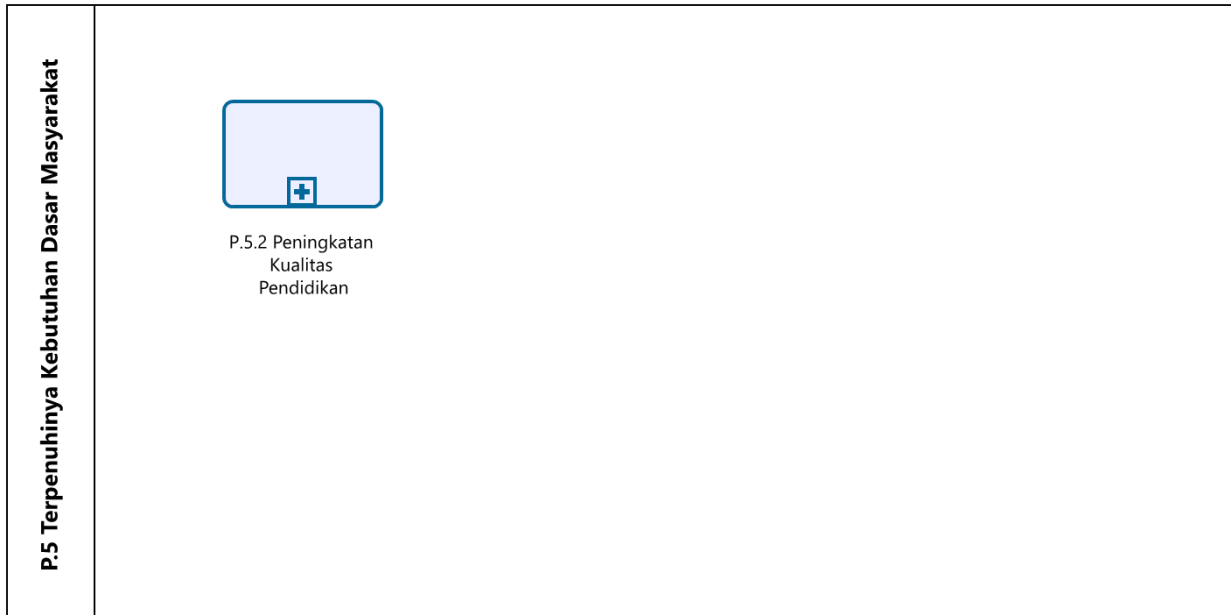 P.5 Terpenuhinya Kebutuhan Dasar Masyarakat
P.5.2 Peningkatan
Kualitas
Pendidikan